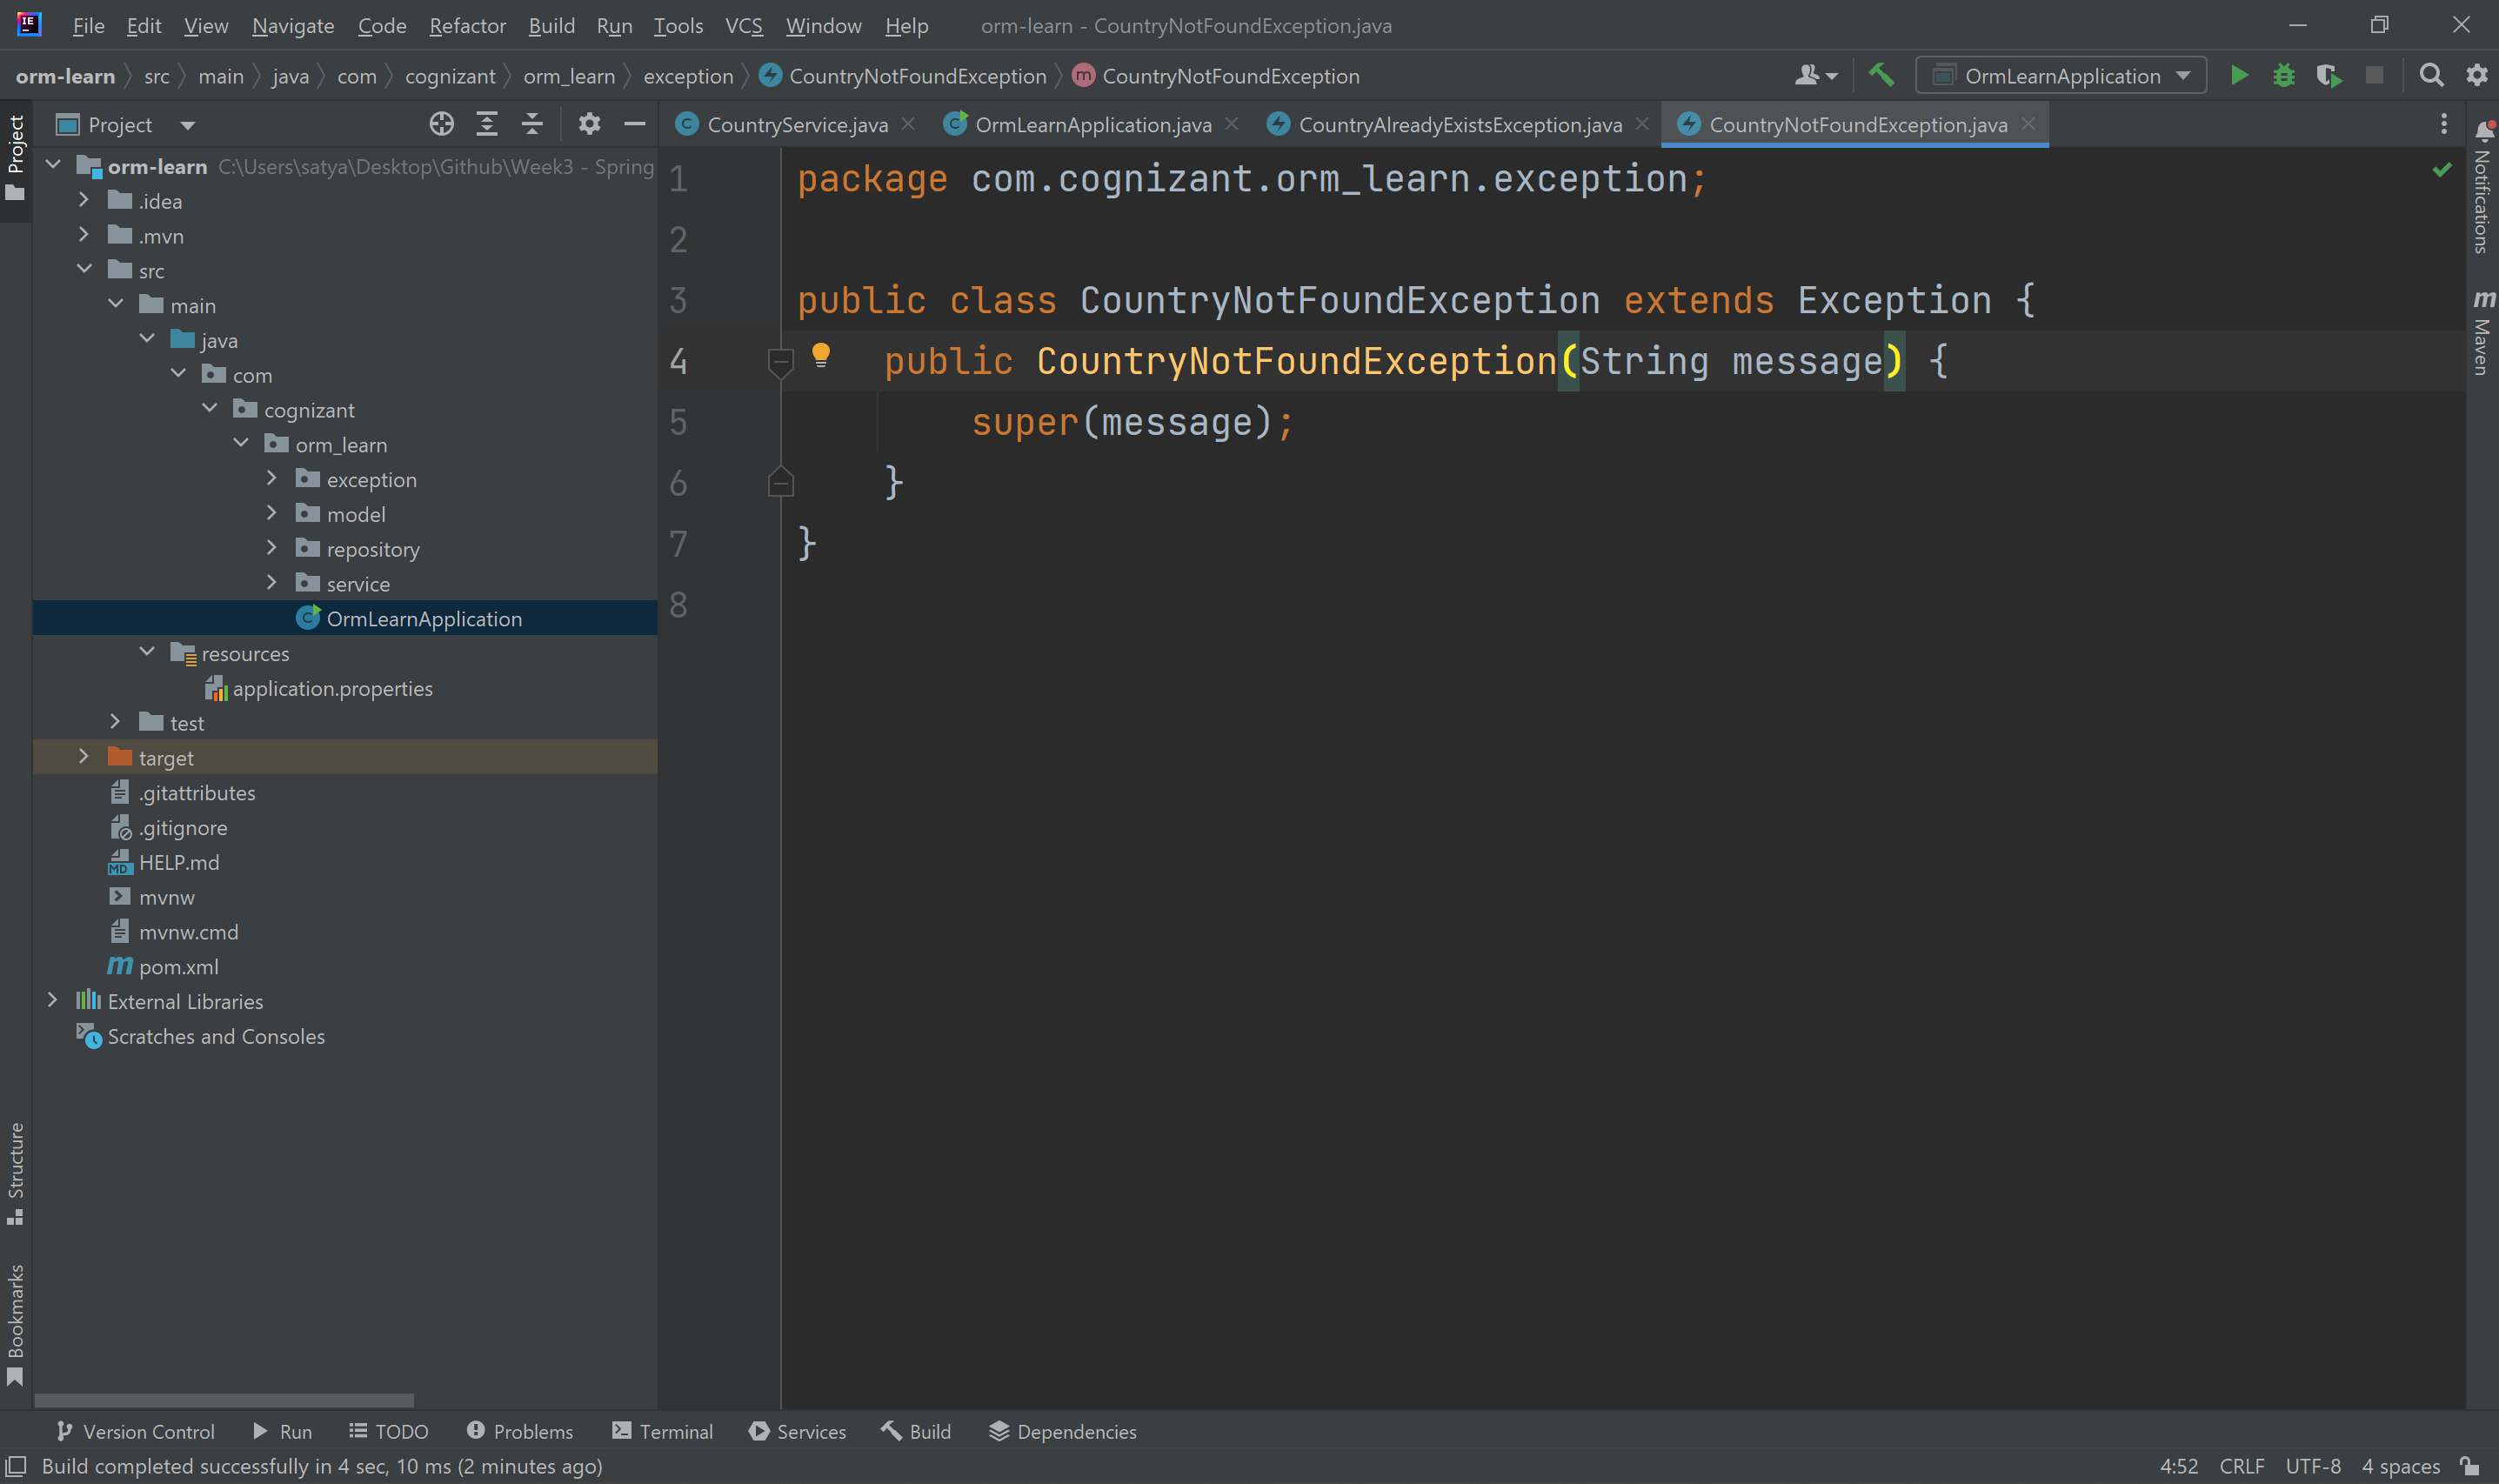 File Edit View Navigate Code Refactor Build Run Tools VCS Window Help orm-learn - CountryNotFoundException.java
orm-learn src main java com cognizant orm_learn exception CountryNotFoundException m CountryNotFoundException OrmLearnApplication
Project
Project
CountryService.java OrmLearnApplication.java CountryAlreadyExistsException.java CountryNotFoundException.java
orm-learn C:\Users\satya\Desktop\Github\Week3 - Spring
.idea
.mvn
src
main
java
com
cognizant
orm_learn
exception
model
repository
service
OrmLearnApplication
resources
application.properties
test
target
.gitattributes
.gitignore
HELP.md
mvnw
mvnw.cmd
pom.xml
External Libraries
Scratches and Consoles
1 package com.cognizant.orm_learn.exception;
2
3 public class CountryNotFoundException extends Exception {
4 public CountryNotFoundException(String message) {
5 super(message);
6 }
7 }
8
Notifications
Maven
Structure
Bookmarks
Version Control Run TODO Problems Terminal Services Build Dependencies
Build completed successfully in 4 sec, 10 ms (2 minutes ago) 4:52 CRLF UTF-8 4 spaces